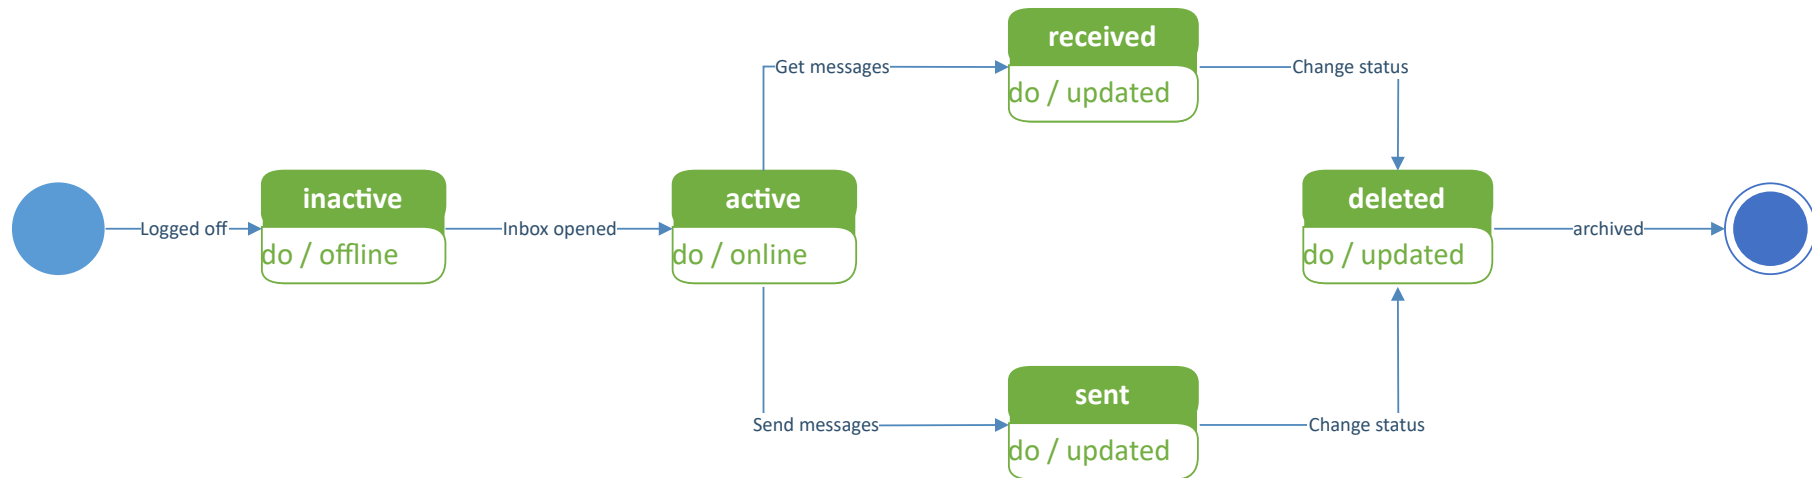 received
do / updated
Get messages
Change status
Logged off
inactive
do / offline
Inbox opened
active
do / online
deleted
do / updated
archived
Send messages
sent
do / updated
Change status